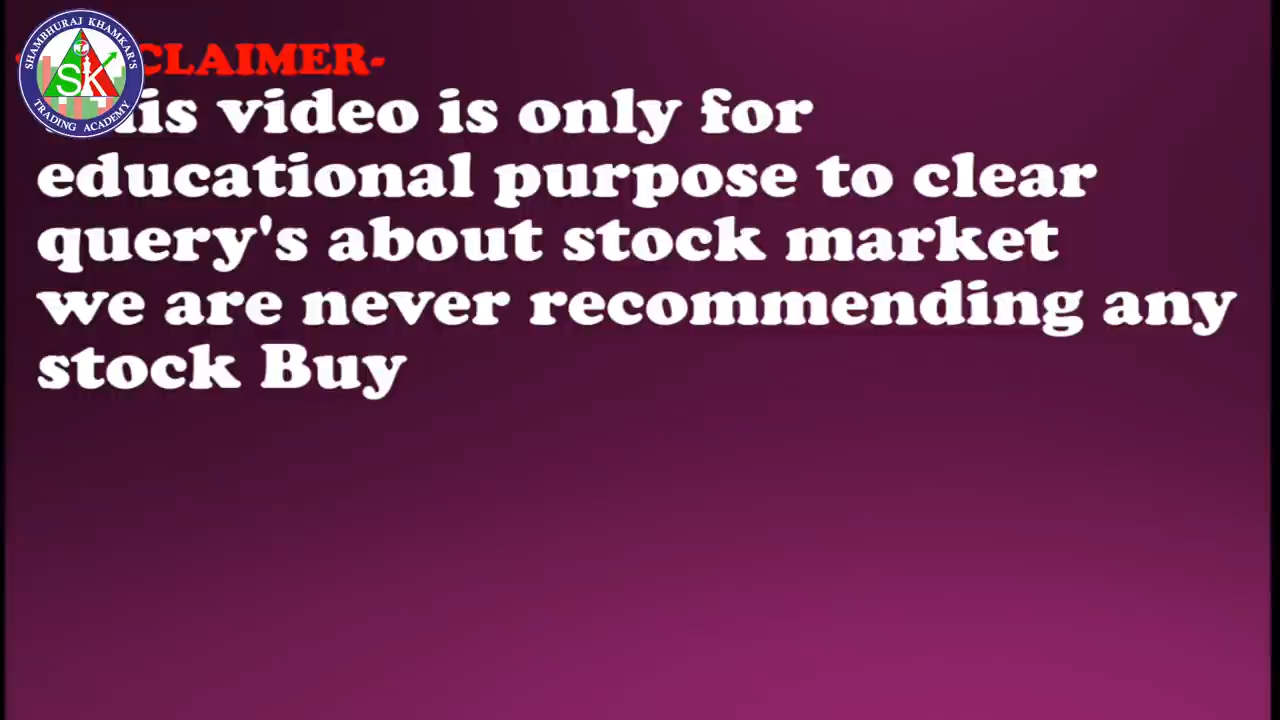 SHAMBHURAJ KHAMKAR'S
SK
TRADING ACADEMY
CLAIMER-
is video is only for
educational purpose to clear
query's about stock market
we are never recommending any
stock Buy